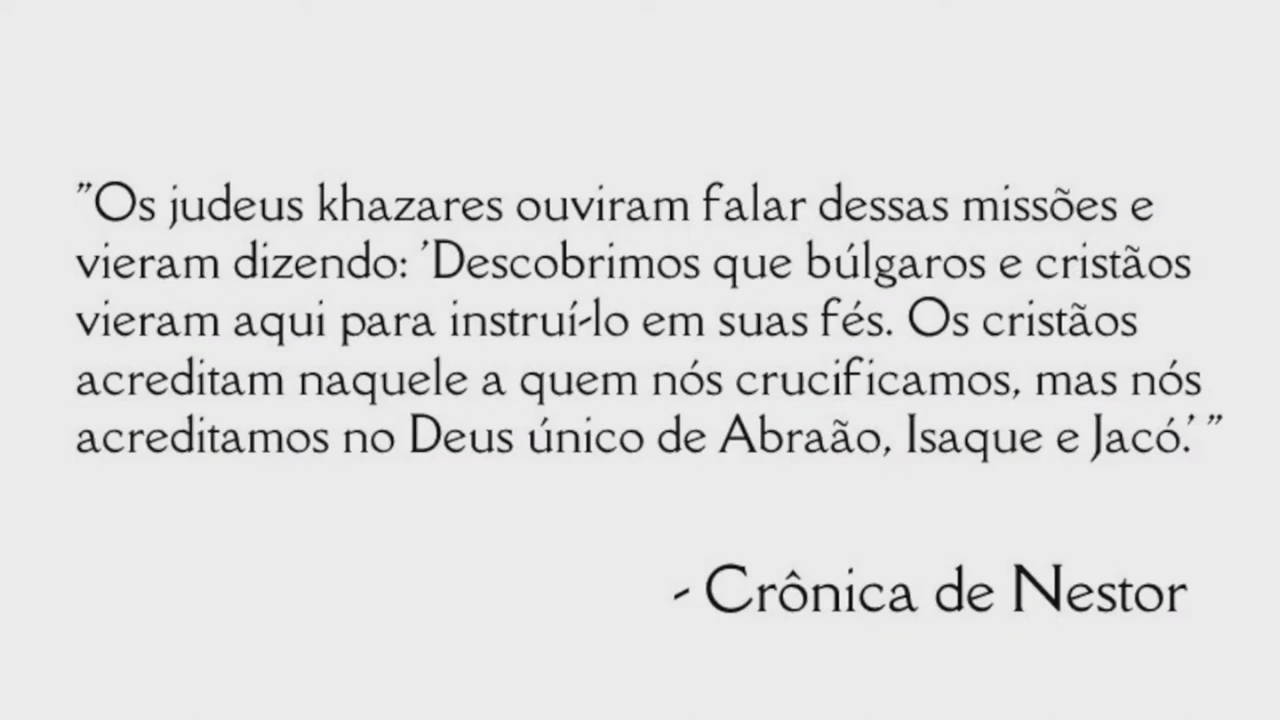 "Os judeus khazares ouviram falar dessas missões e
vieram dizendo: 'Descobrimos que búlgaros e cristãos
vieram aqui para instruí-lo em suas fés. Os cristãos
acreditam naquele a quem nós crucificamos, mas nós
acreditamos no Deus único de Abraão, Isaque e Jacó.' "
- Crônica de Nestor